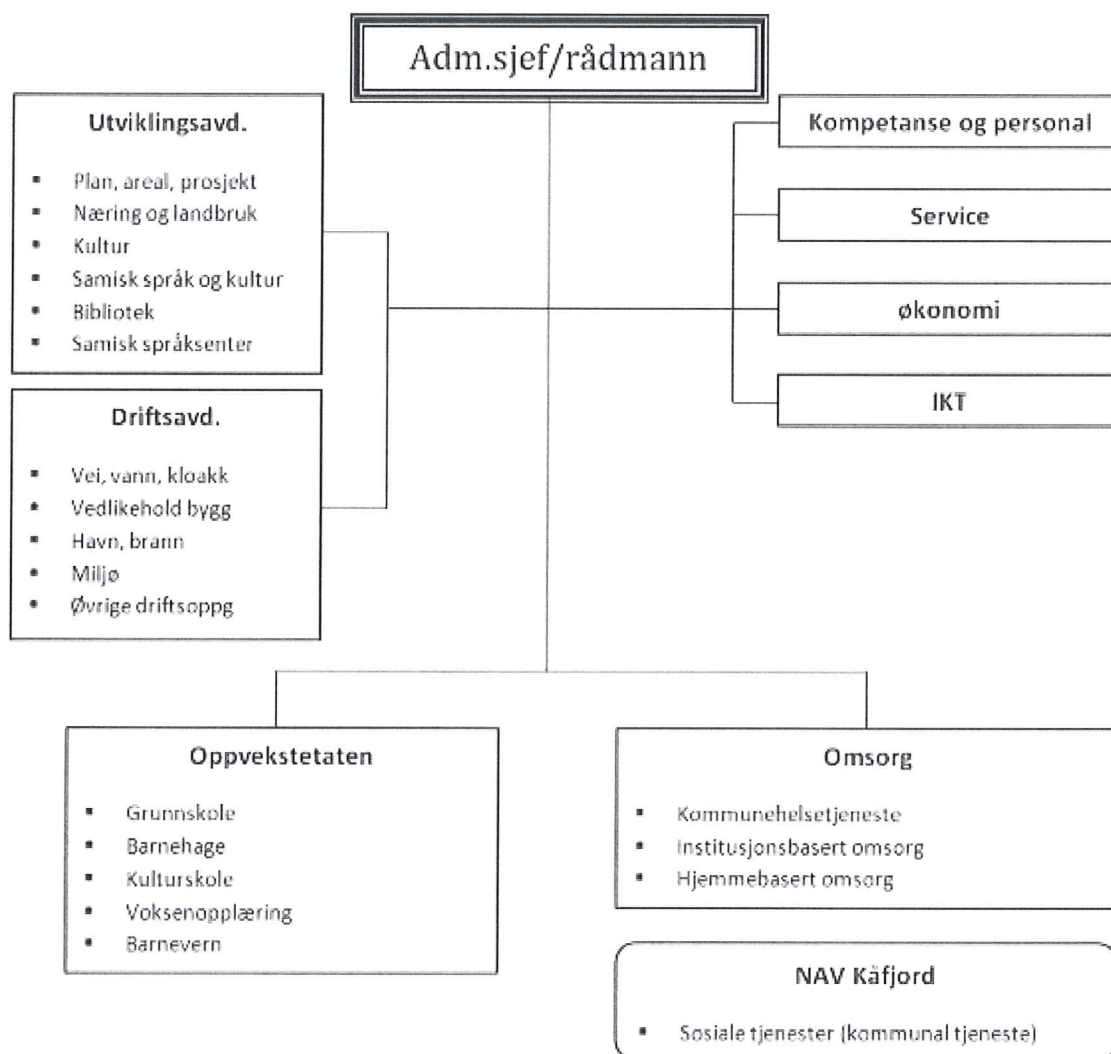 Adm.sjef/rådmann
Utviklingsavd.
▪ Plan, areal, prosjekt
▪ Næring og landbruk
▪ Kultur
▪ Samisk språk og kultur
▪ Bibliotek
▪ Samisk språksenter
Driftsavd.
▪ Vei, vann, kloakk
▪ Vedlikehold bygg
▪ Havn, brann
▪ Miljø
▪ Øvrige driftsoppg
Kompetanse og personal
Service
økonomi
IKT
Oppvekstetaten
▪ Grunnskole
▪ Barnehage
▪ Kulturskole
▪ Voksenopplæring
▪ Barnevern
Omsorg
▪ Kommunehelsetjeneste
▪ Institusjonsbasert omsorg
▪ Hjemmebasert omsorg
NAV Kåfjord
▪ Sosiale tjenester (kommunal tjeneste)